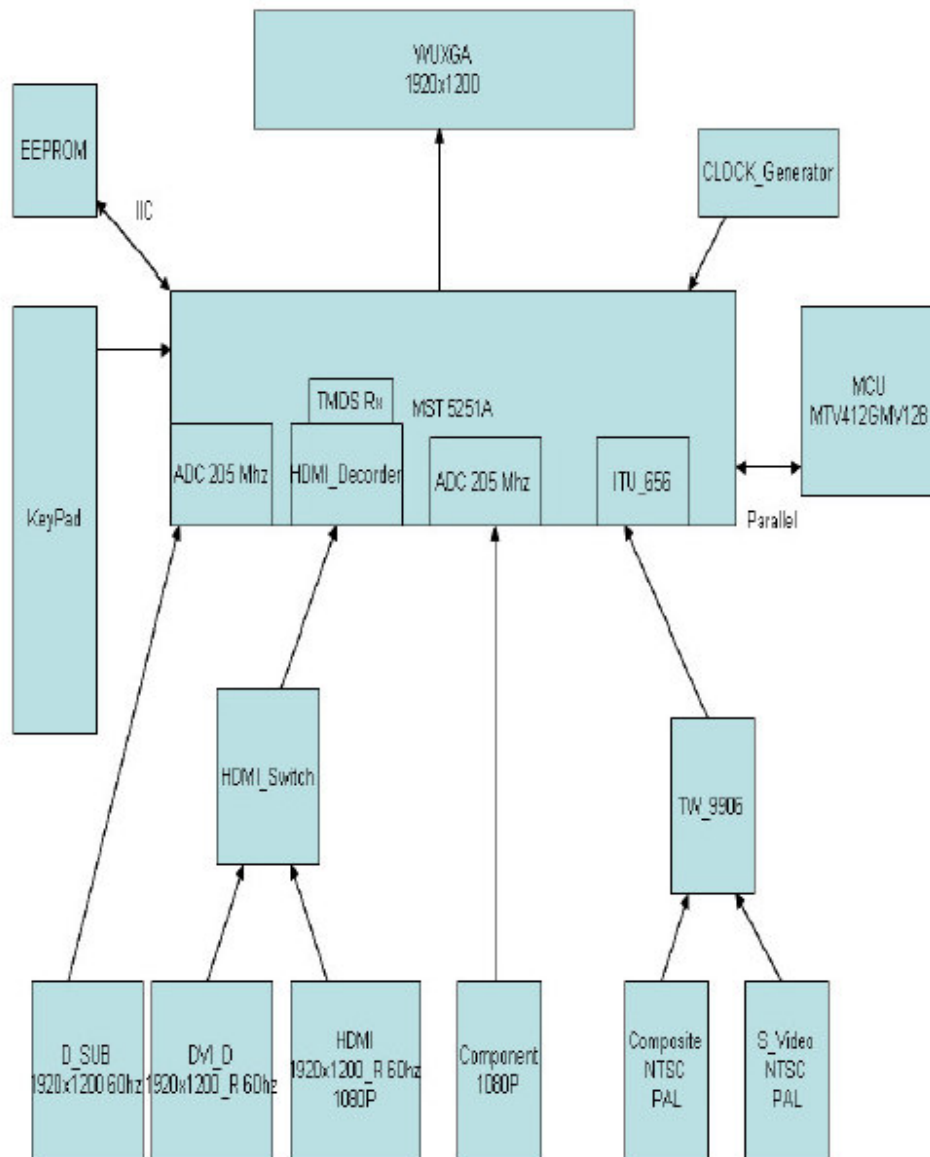 WUXGA
1920x1200
EEPROM
CLOCK_Generator
IIC
MCU
MTV412GMV128
TMDS Rx
MST 5251A
ADC 205 Mhz
HDMI_Decorder
ADC 205 Mhz
ITU_656
KeyPad
Parallel
HDMI_Switch
TW_9906
D_SUB
1920x1200 60hz
DVI_D
1920x1200_R 60hz
HDMI
1920x1200_R 60hz
1080P
Component
1080P
Composite
NTSC
PAL
S_Video
NTSC
PAL